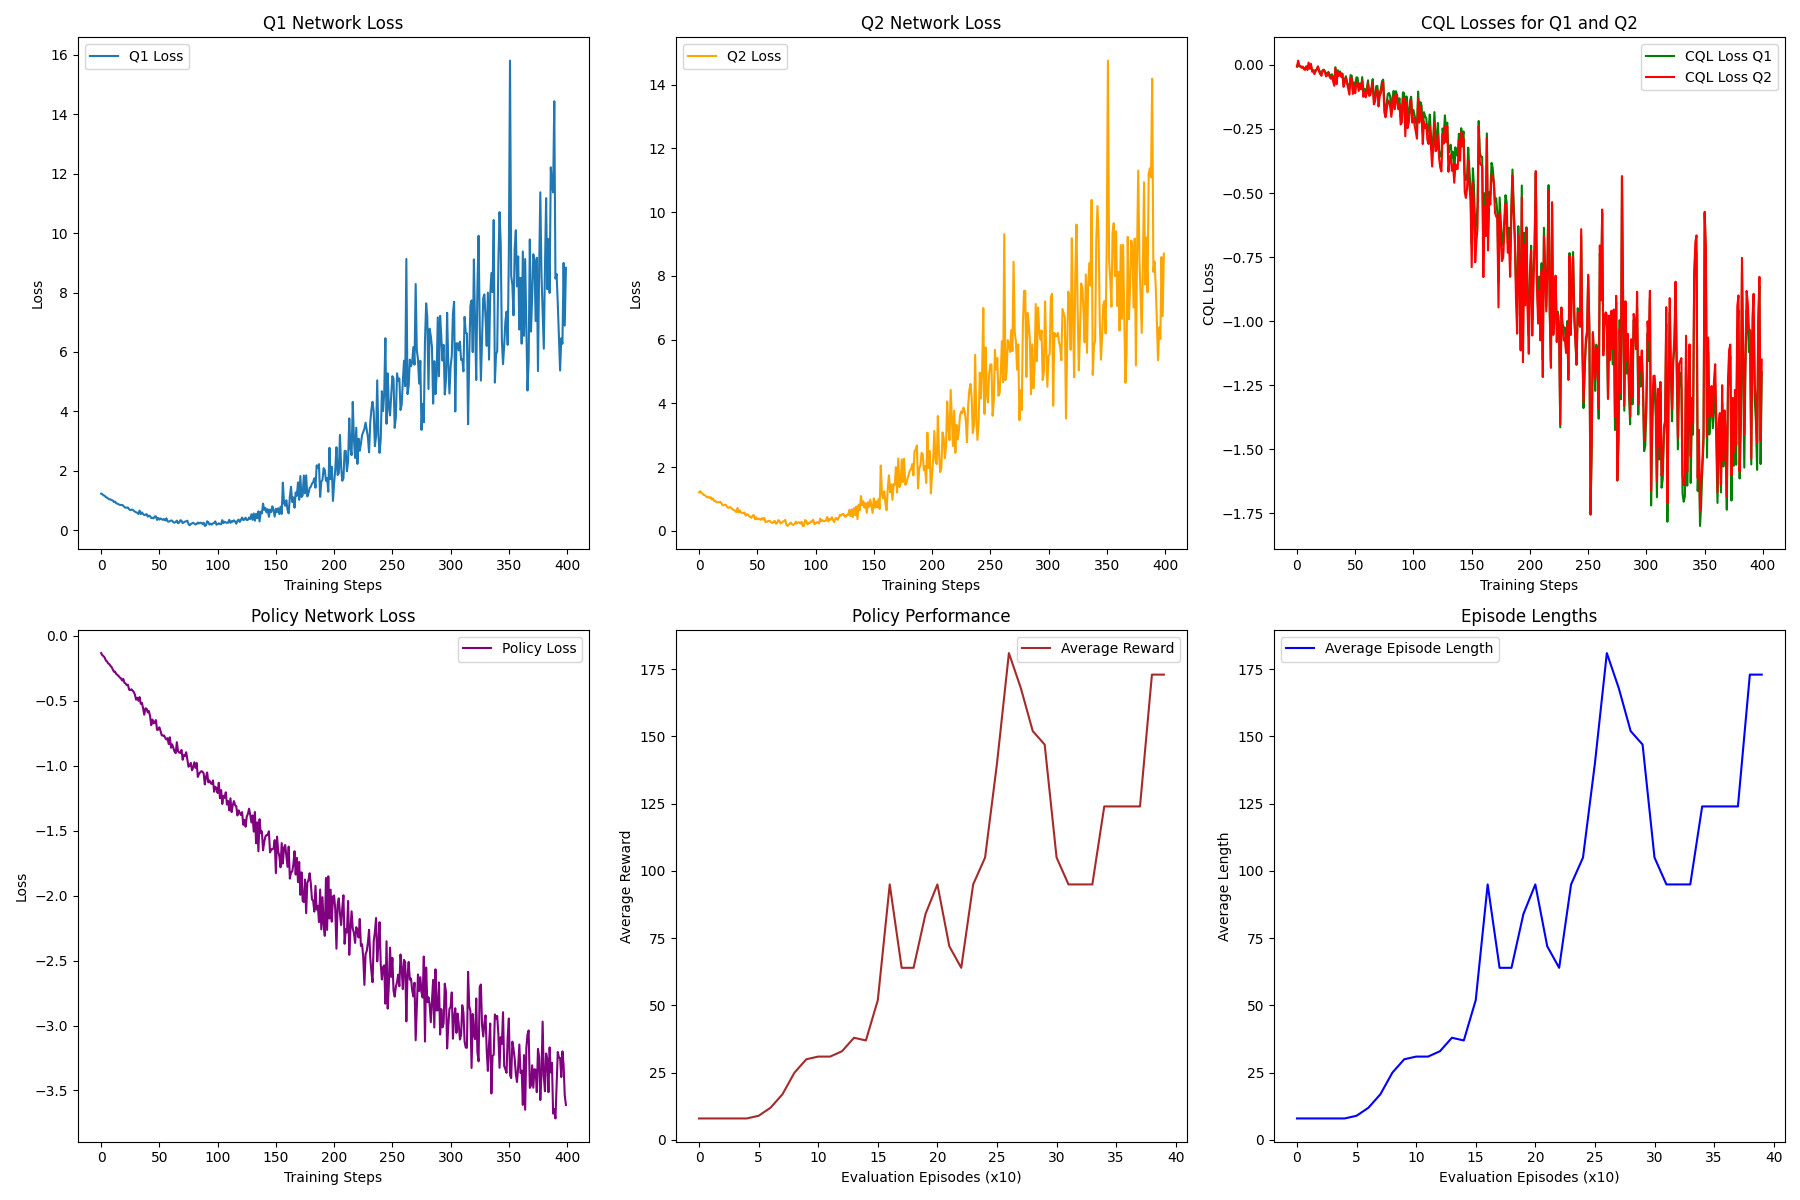 Q1 Network Loss
Q1 Loss
Loss
16
14
12
10
8
6
4
2
0
0 50 100 150 200 250 300 350 400
Training Steps
Q2 Network Loss
Q2 Loss
Loss
14
12
10
8
6
4
2
0
0 50 100 150 200 250 300 350 400
Training Steps
CQL Losses for Q1 and Q2
CQL Loss Q1
CQL Loss Q2
CQL Loss
0.00
−0.25
−0.50
−0.75
−1.00
−1.25
−1.50
−1.75
0 50 100 150 200 250 300 350 400
Training Steps
Policy Network Loss
Policy Loss
Loss
0.0
−0.5
−1.0
−1.5
−2.0
−2.5
−3.0
−3.5
0 50 100 150 200 250 300 350 400
Training Steps
Policy Performance
Average Reward
Average Reward
175
150
125
100
75
50
25
0
0 5 10 15 20 25 30 35 40
Evaluation Episodes (x10)
Episode Lengths
Average Episode Length
Average Length
175
150
125
100
75
50
25
0
0 5 10 15 20 25 30 35 40
Evaluation Episodes (x10)